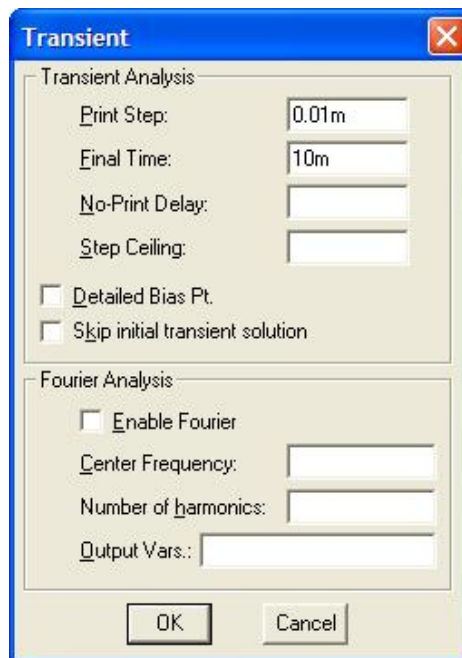 Transient
Transient Analysis
Print Step: 0.01m
Final Time: 10m
No-Print Delay:
Step Ceiling:
Detailed Bias Pt.
Skip initial transient solution
Fourier Analysis
Enable Fourier
Center Frequency:
Number of harmonics:
Output Vars.:
OK Cancel